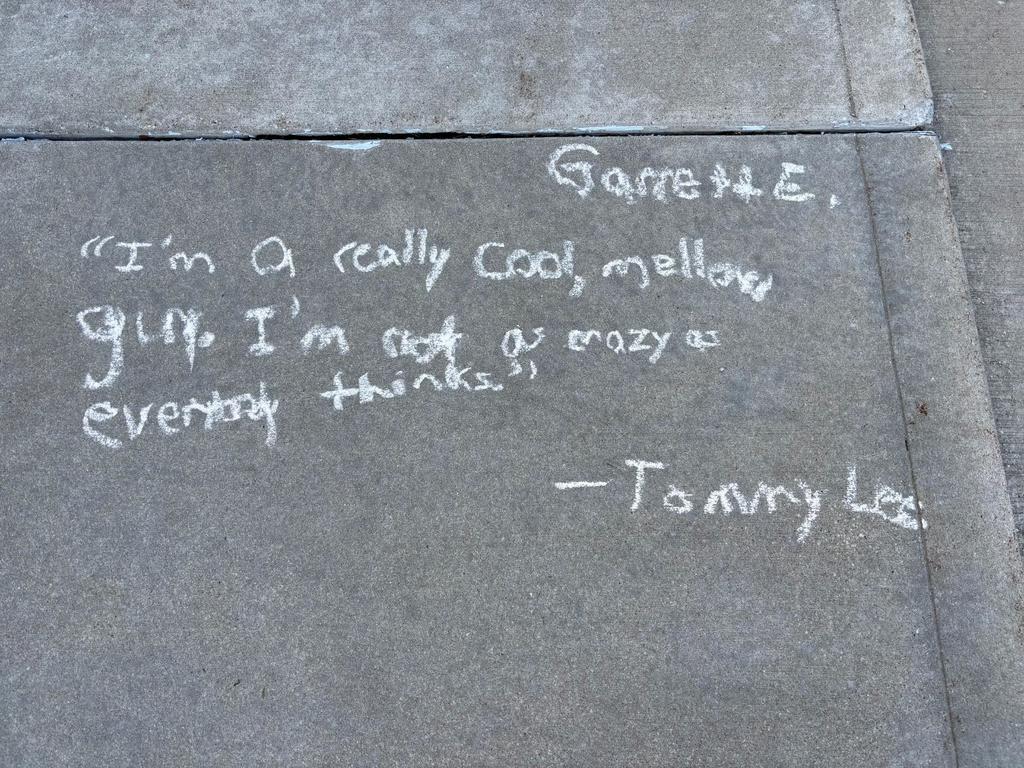 Garrett E.
"I'm a really cool, mellow
guy. I'm not as crazy as
everybody thinks."
—Tommy Lee